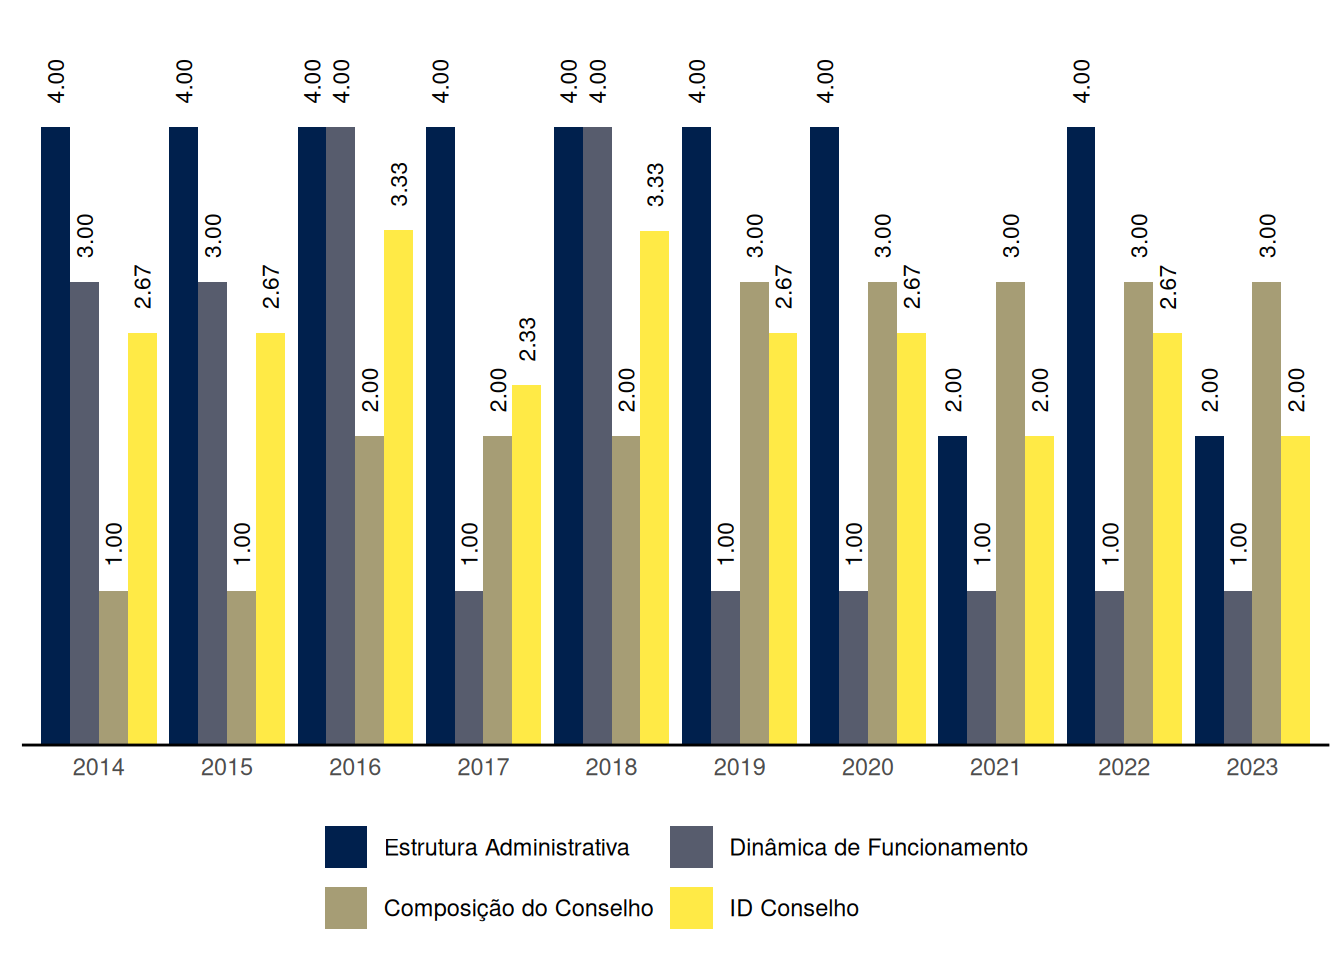 4.00 3.00 1.00 2.67 4.00 3.00 1.00 2.67 4.00 4.00 2.00 3.33 4.00 1.00 2.00 2.33 4.00 4.00 2.00 3.33 4.00 1.00 3.00 2.67 4.00 1.00 3.00 2.67 2.00 1.00 3.00 2.00 4.00 1.00 3.00 2.67 2.00 1.00 3.00 2.00
2014 2015 2016 2017 2018 2019 2020 2021 2022 2023
Estrutura Administrativa Dinâmica de Funcionamento
Composição do Conselho ID Conselho